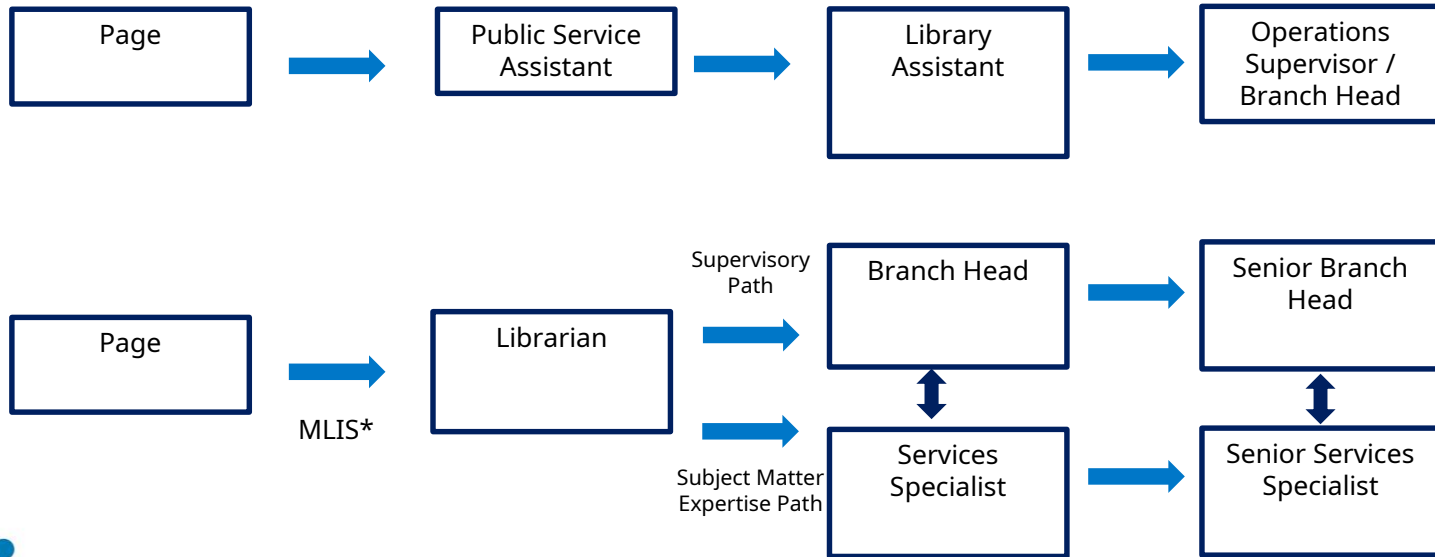 Page
Public Service
Assistant
Library
Assistant
Operations
Supervisor /
Branch Head
Page
MLIS*
Librarian
Supervisory
Path
Subject Matter
Expertise Path
Branch Head
Senior Branch
Head
Services
Specialist
Senior Services
Specialist